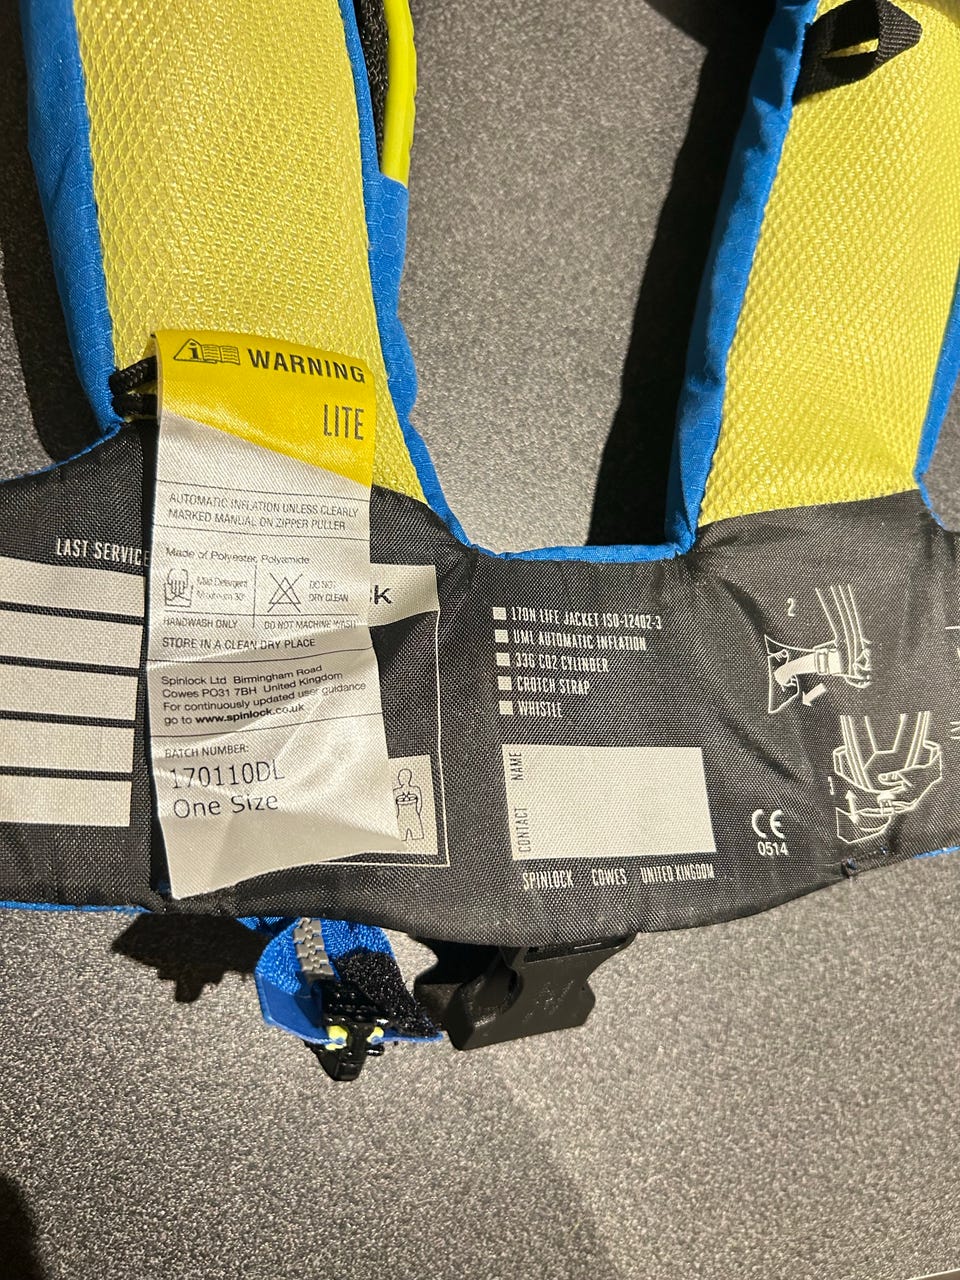 WARNING
LITE
AUTOMATIC INFLATION UNLESS CLEARLY
MARKED MANUAL ON ZIPPER PULLER
Made of Polyester, Polyamide
Mild Detergent
Maximum 30°
DO NOT
DRY CLEAN
HANDWASH ONLY
DO NOT MACHINE WASH
STORE IN A CLEAN DRY PLACE
Spinlock Ltd Birmingham Road
Cowes PO31 7BH United Kingdom
For continuously updated user guidance
go to www.spinlock.co.uk
BATCH NUMBER:
170110DL
One Size
LAST SERVICE
K
170N LIFE JACKET ISO-12402-3
UML AUTOMATIC INFLATION
33G CO2 CYLINDER
CROTCH STRAP
WHISTLE
NAME
CONTACT
SPINLOCK COWES UNITED KINGDOM
CE
0514
2
1